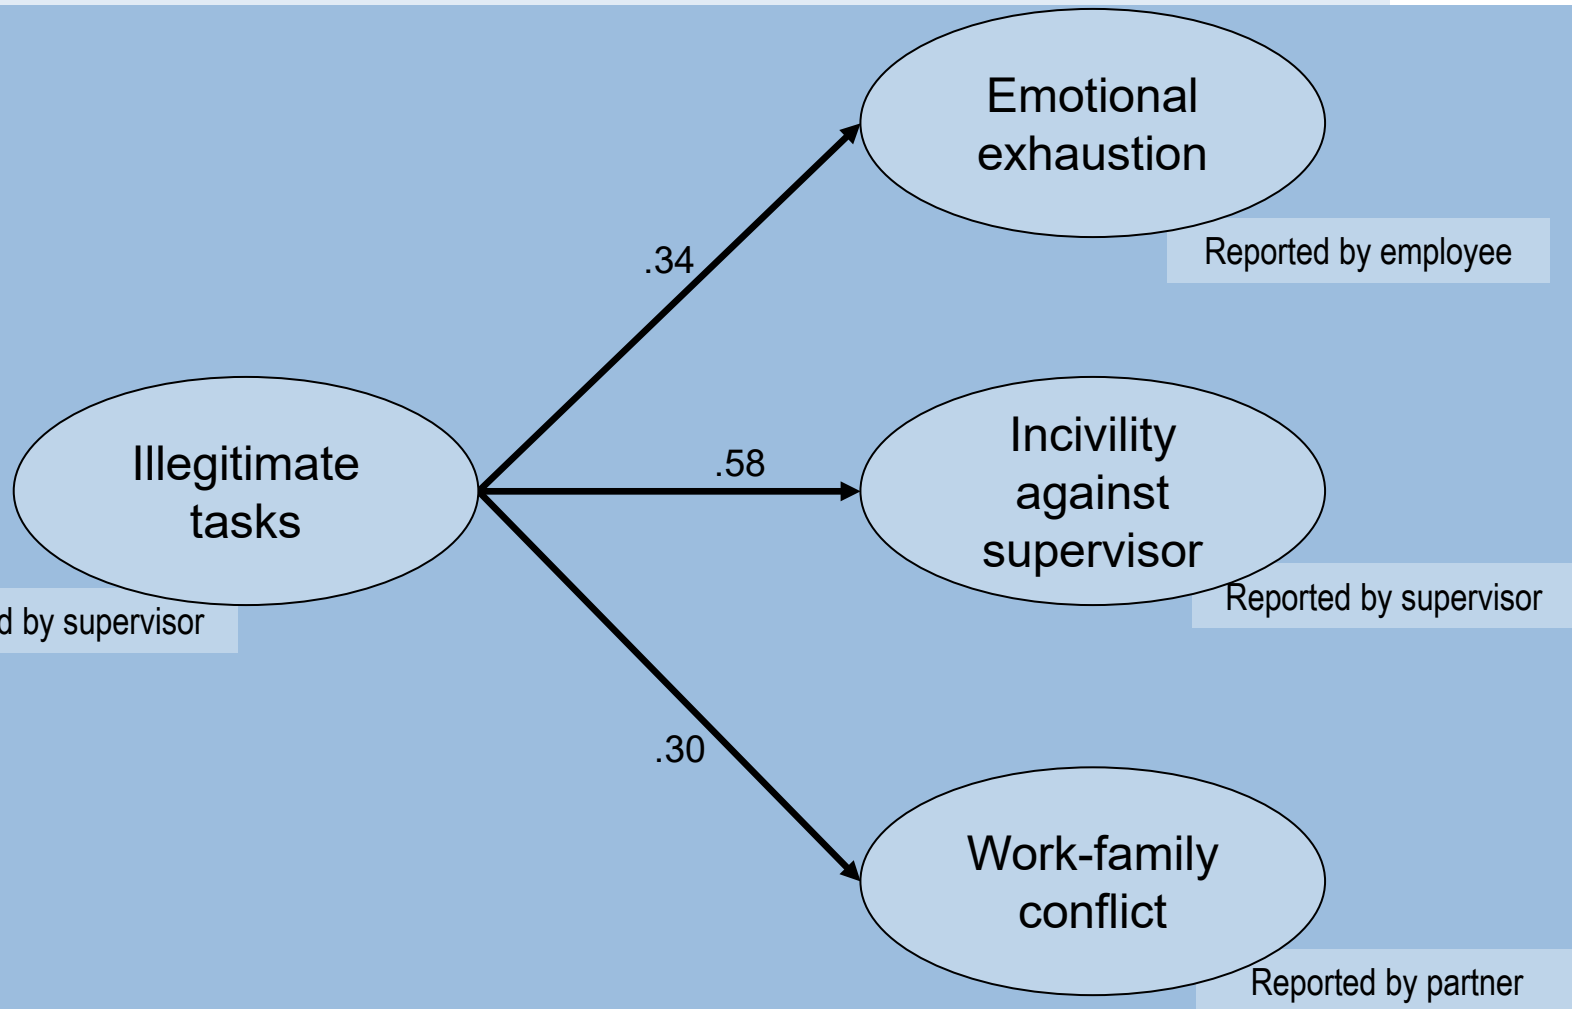 Emotional
exhaustion
Reported by employee
.34
Illegitimate
tasks
by supervisor
.58
Incivility
against
supervisor
Reported by supervisor
.30
Work-family
conflict
Reported by partner